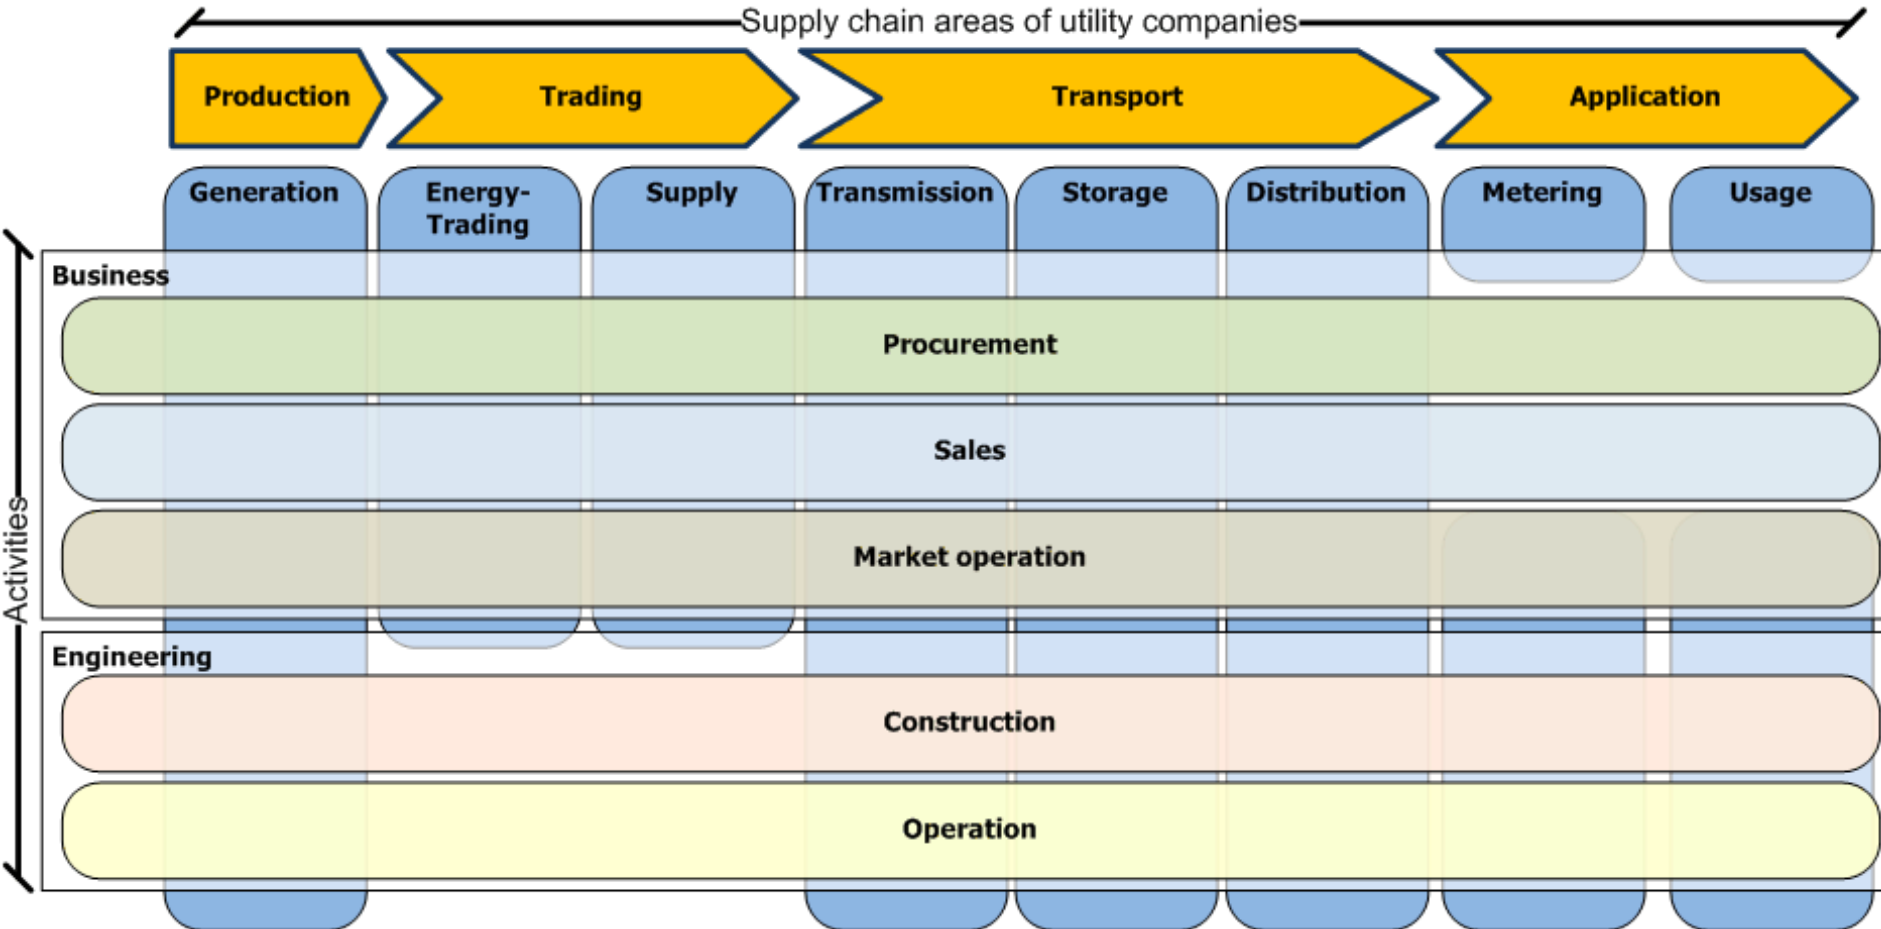 Supply chain areas of utility companies
Production
Trading
Transport
Application
Generation
Energy-
Trading
Supply
Transmission
Storage
Distribution
Metering
Usage
Activities
Business
Procurement
Sales
Market operation
Engineering
Construction
Operation